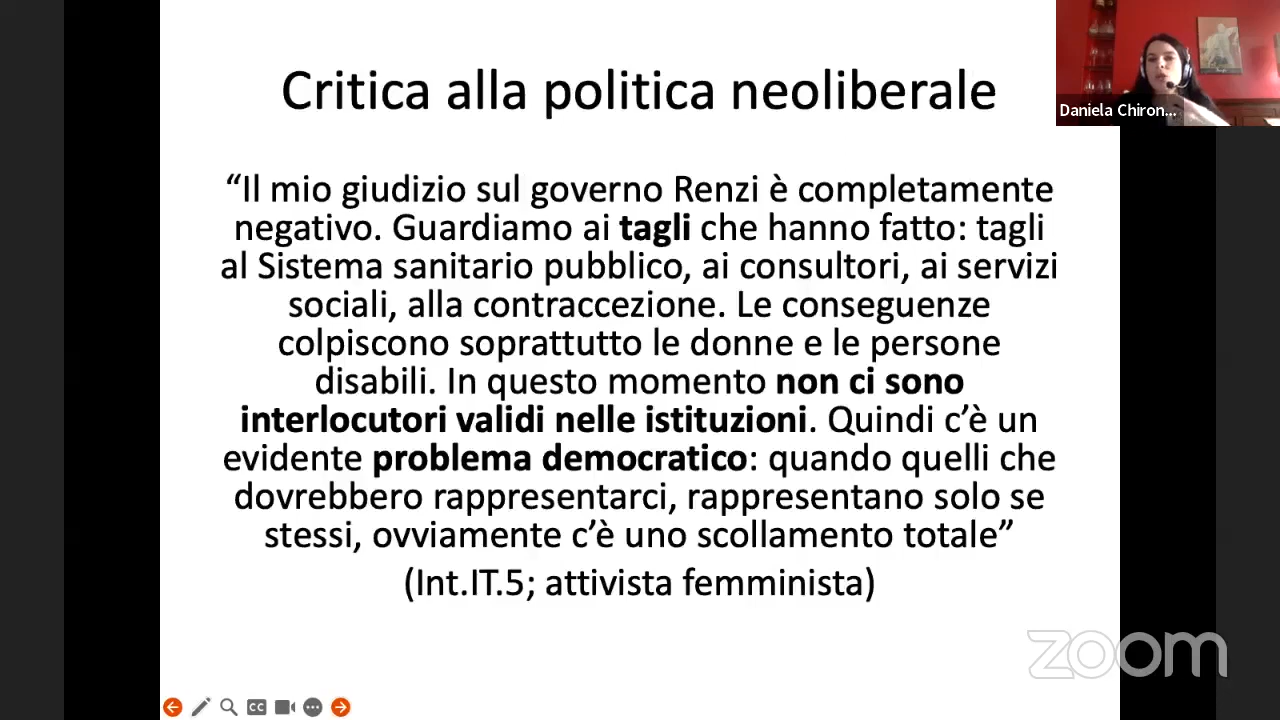 Critica alla politica neoliberale
Daniela Chiron...
“Il mio giudizio sul governo Renzi è completamente
negativo. Guardiamo ai tagli che hanno fatto: tagli
al Sistema sanitario pubblico, ai consultori, ai servizi
sociali, alla contraccezione. Le conseguenze
colpiscono soprattutto le donne e le persone
disabili. In questo momento non ci sono
interlocutori validi nelle istituzioni. Quindi c’è un
evidente problema democratico: quando quelli che
dovrebbero rappresentarci, rappresentano solo se
stessi, ovviamente c’è uno scollamento totale”
(Int.IT.5; attivista femminista)
zoom
CC